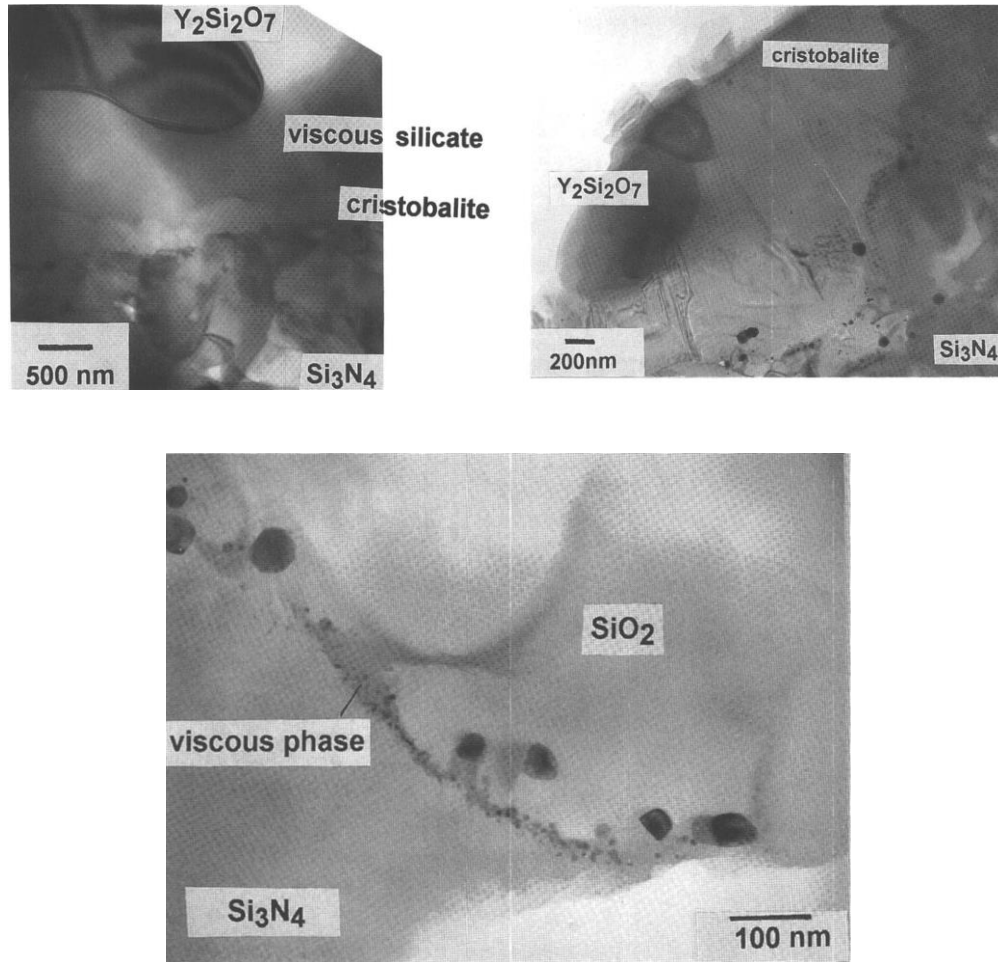 Y2Si2O7
viscous silicate
cristobalite
500 nm
Si3N4
cristobalite
Y2Si2O7
200nm
Si3N4
SiO2
viscous phase
Si3N4
100 nm